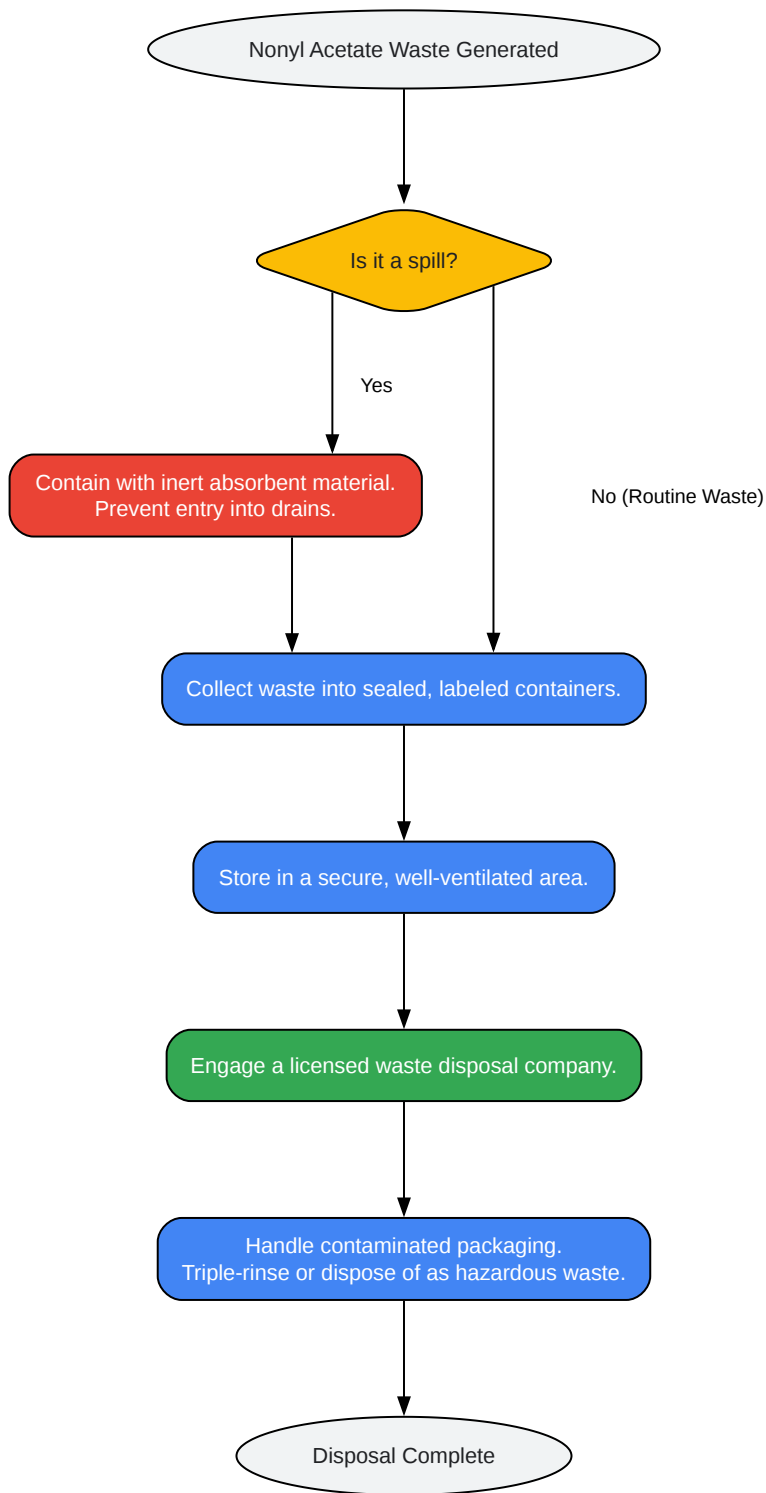 Nonyl Acetate Waste Generated
Is it a spill?
Yes
Contain with inert absorbent material.
Prevent entry into drains.
No (Routine Waste)
Collect waste into sealed, labeled containers.
Store in a secure, well-ventilated area.
Engage a licensed waste disposal company.
Handle contaminated packaging.
Triple-rinse or dispose of as hazardous waste.
Disposal Complete